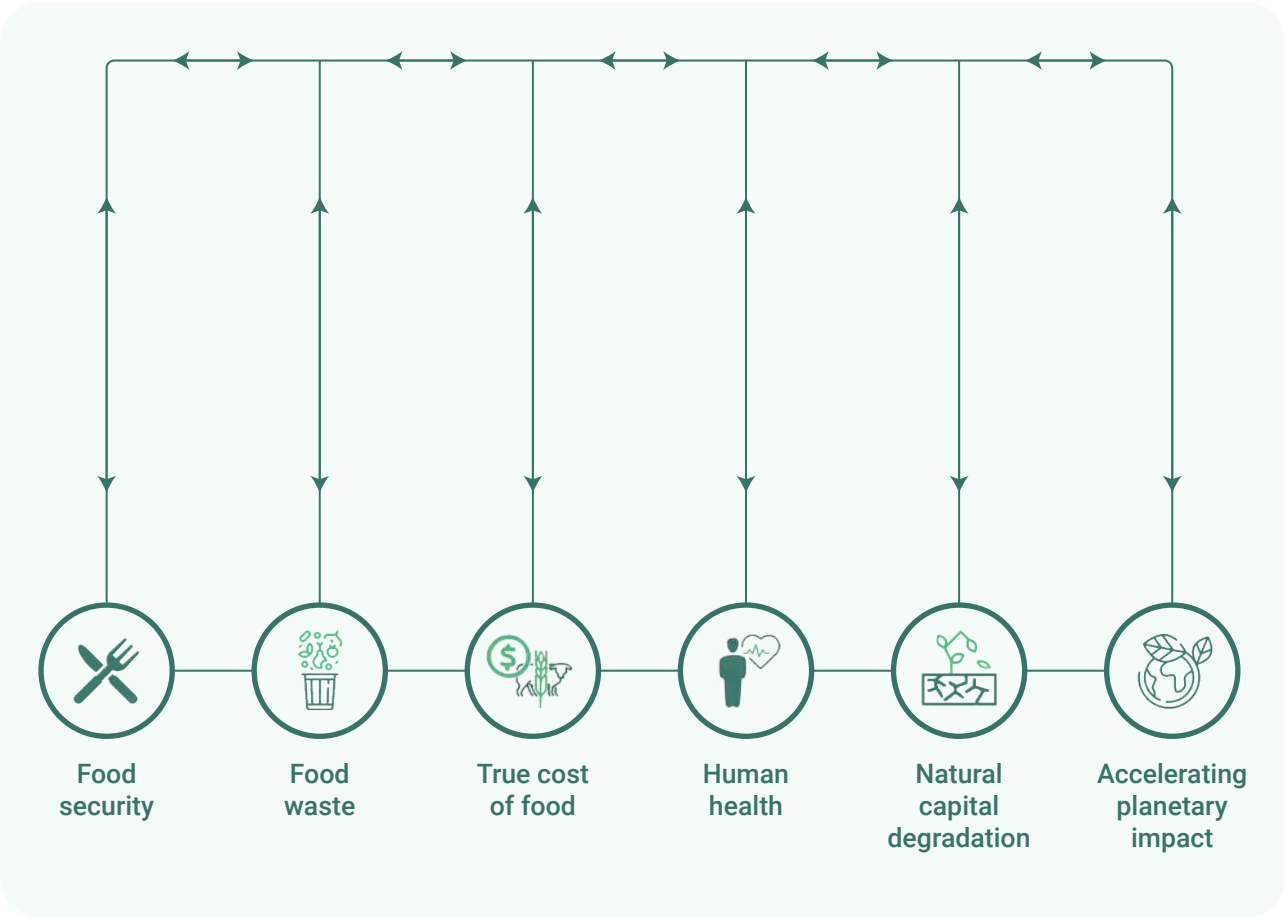 $
Food
security
Food
waste
True cost
of food
Human
health
Natural
capital
degradation
Accelerating
planetary
impact